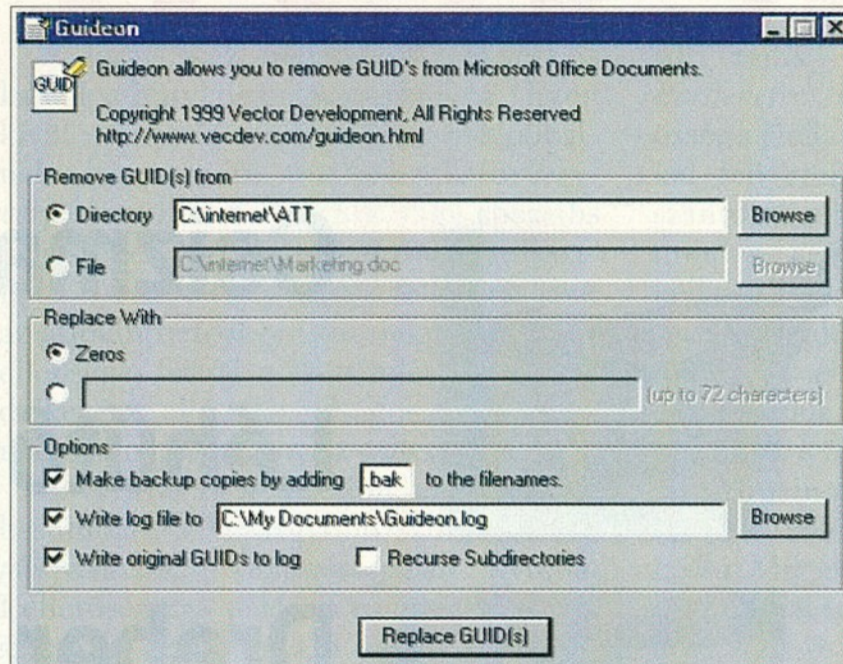 Guideon
GUID
Guideon allows you to remove GUID's from Microsoft Office Documents.
Copyright 1999 Vector Development, All Rights Reserved
http://www.vecdev.com/guideon.html
Remove GUID(s) from
Directory C:\internet\ATT Browse
File C:\internet\Marketing.doc Browse
Replace With
Zeros
(up to 72 characters)
Options
Make backup copies by adding .bak to the filenames.
Write log file to C:\My Documents\Guideon.log Browse
Write original GUIDs to log Recurse Subdirectories
Replace GUID(s)